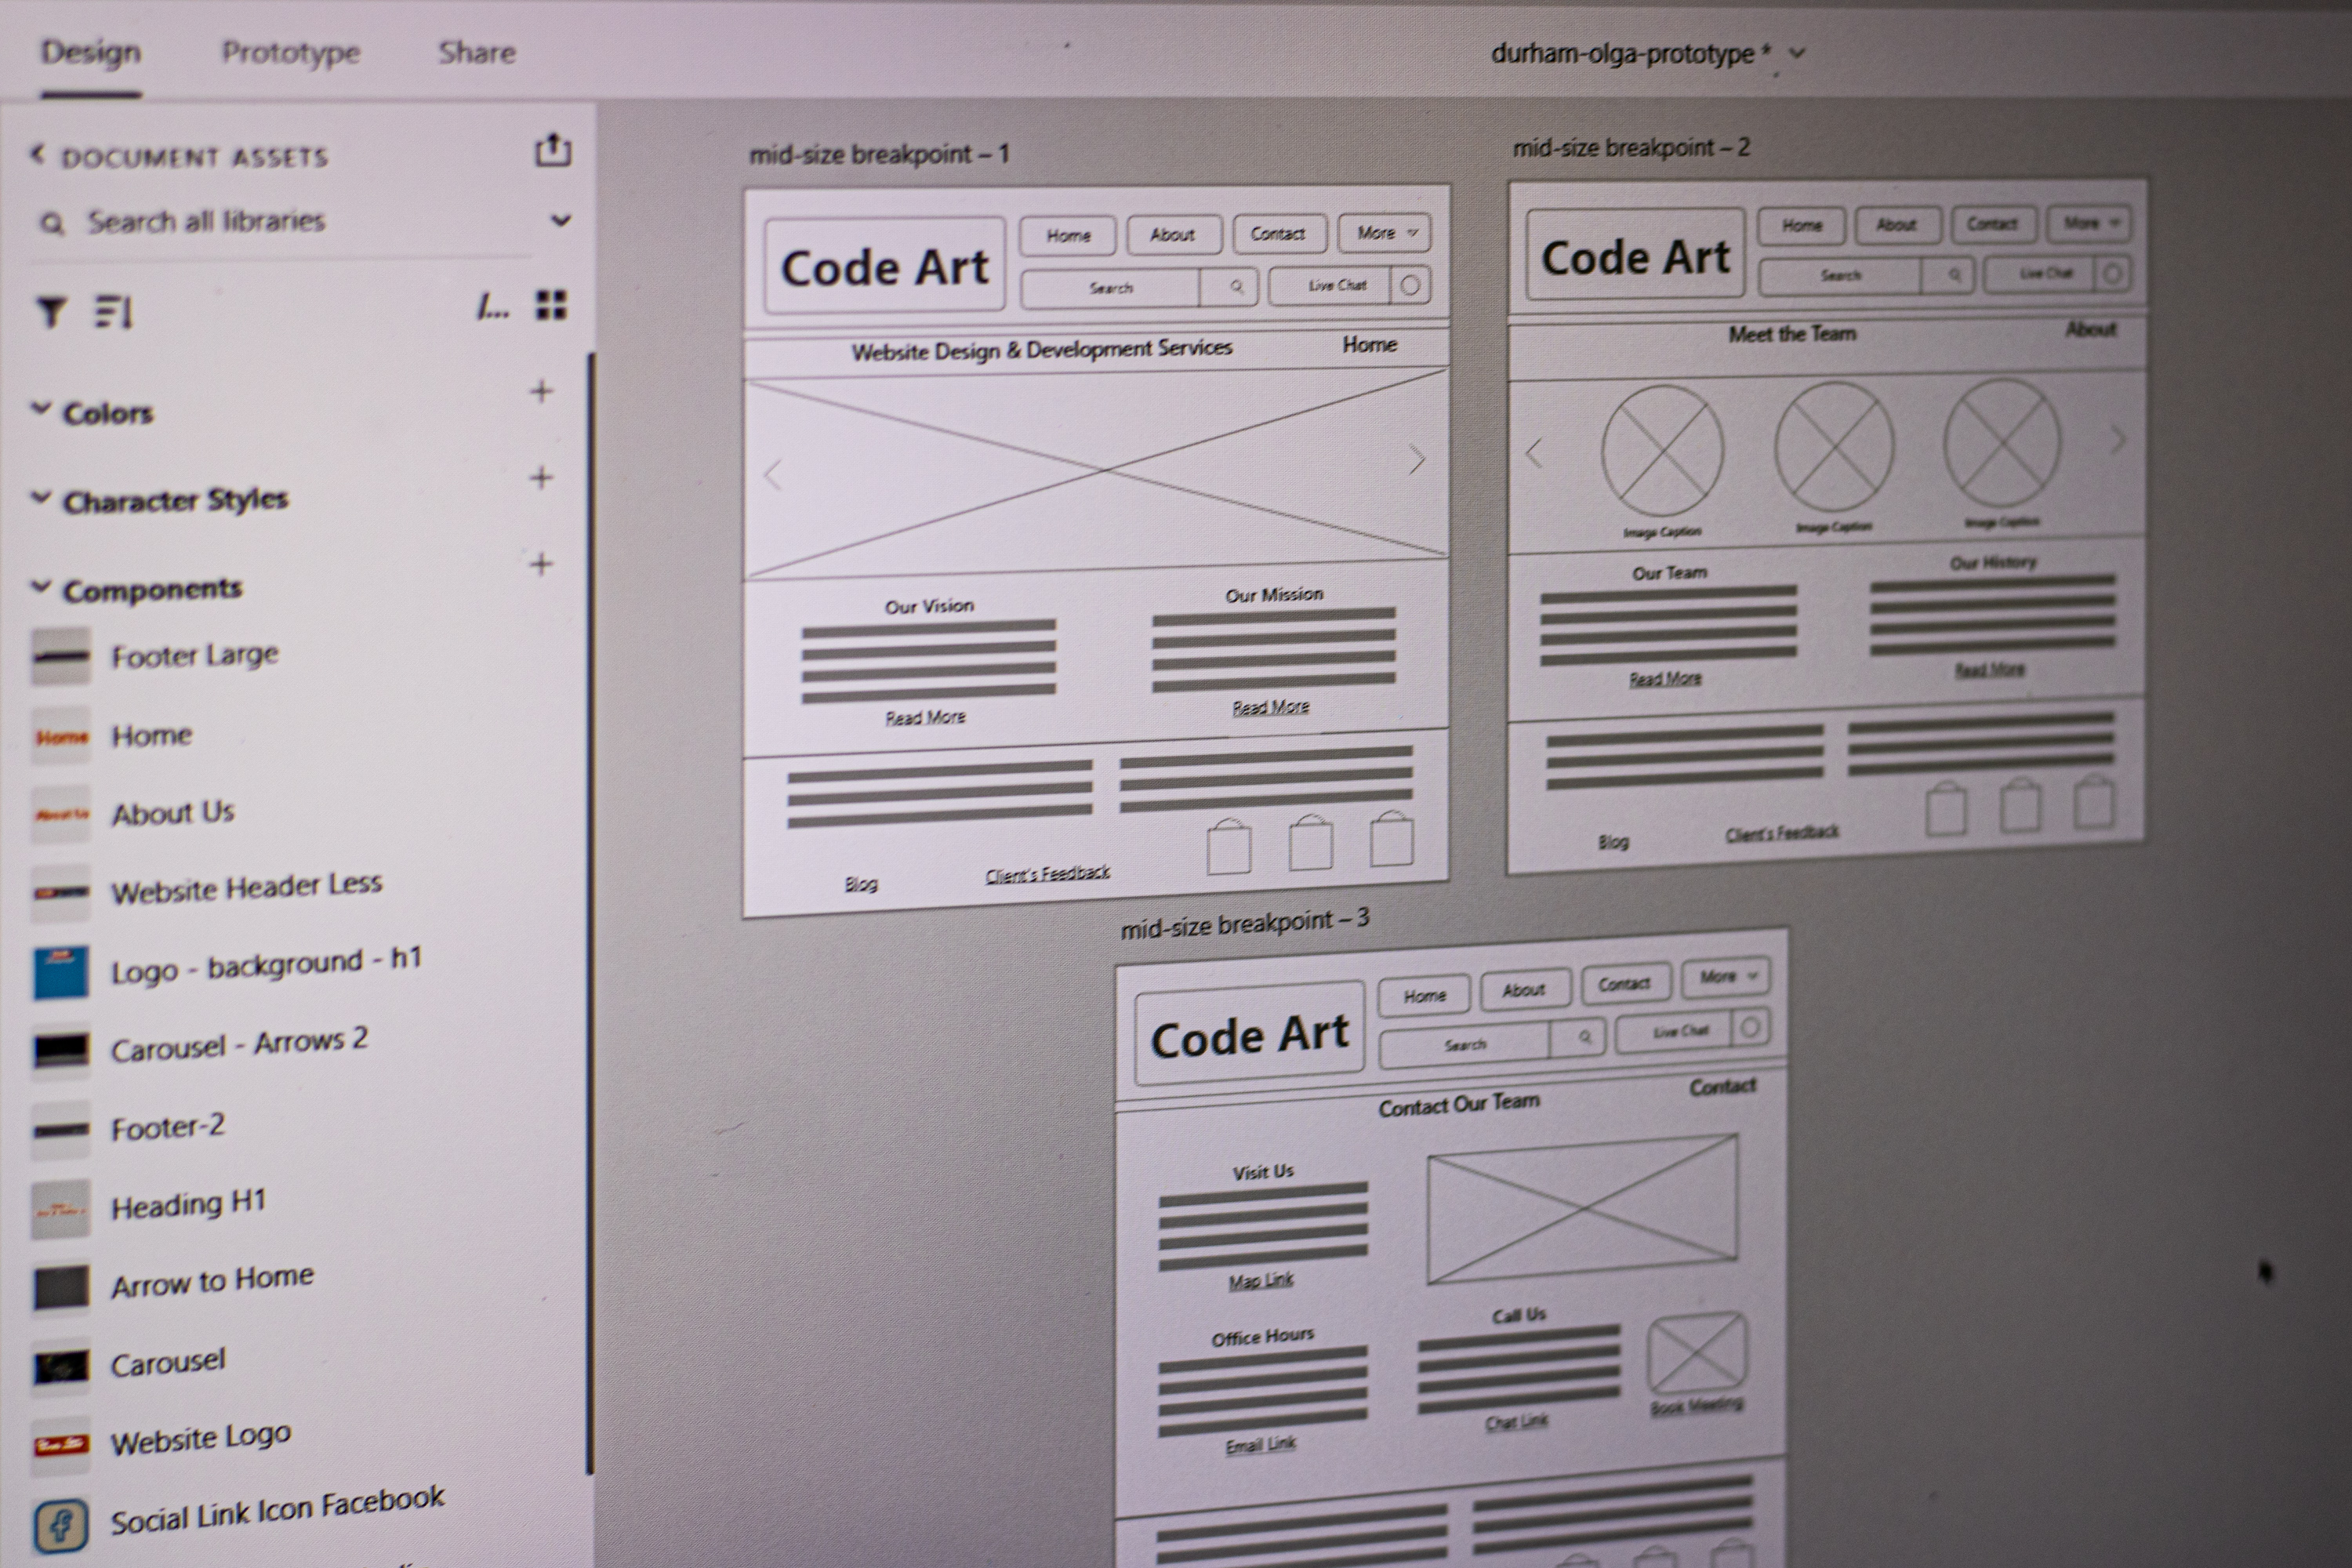 Design Prototype Share
durham-olga-prototype *
DOCUMENT ASSETS
Search all libraries
/...
Colors
Character Styles
Components
Footer Large
Home Home
About Us About Us
Website Header Less
Logo - background - h1
Carousel - Arrows 2
Footer-2
Heading H1
Arrow to Home
Carousel
Website Logo
Social Link Icon Facebook
mid-size breakpoint – 1
Code Art
Home About Contact More
Search Live Chat
Website Design & Development Services Home
Our Vision Our Mission
Read More Read More
Blog Client's Feedback
mid-size breakpoint – 2
Code Art
Home About Contact More
Search Live Chat
Meet the Team About
Image Caption Image Caption Image Caption
Our Team Our History
Read More Read More
Blog Client's Feedback
mid-size breakpoint – 3
Code Art
Home About Contact More
Search Live Chat
Contact Our Team Contact
Visit Us
Map Link
Office Hours Call Us
Book Meeting
Email Link Chat Link